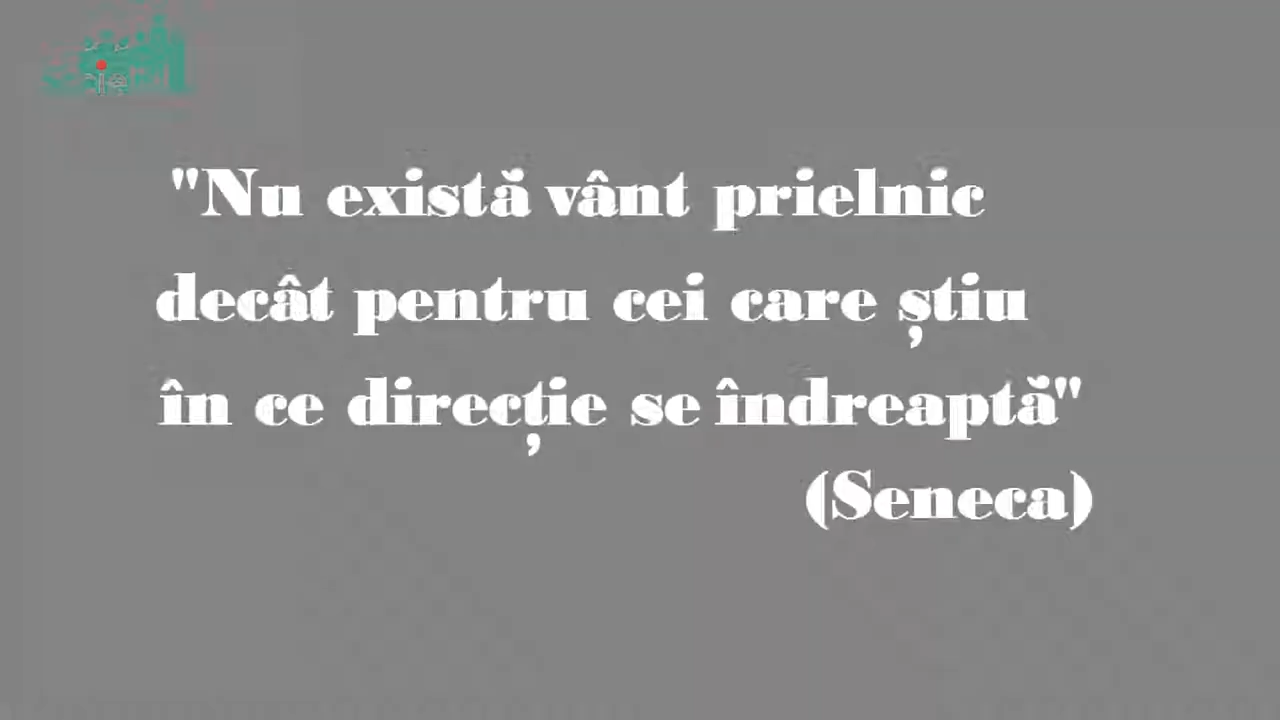 "Nu există vânt prielnic
decât pentru cei care știu
în ce direcție se îndreaptă"
(Seneca)